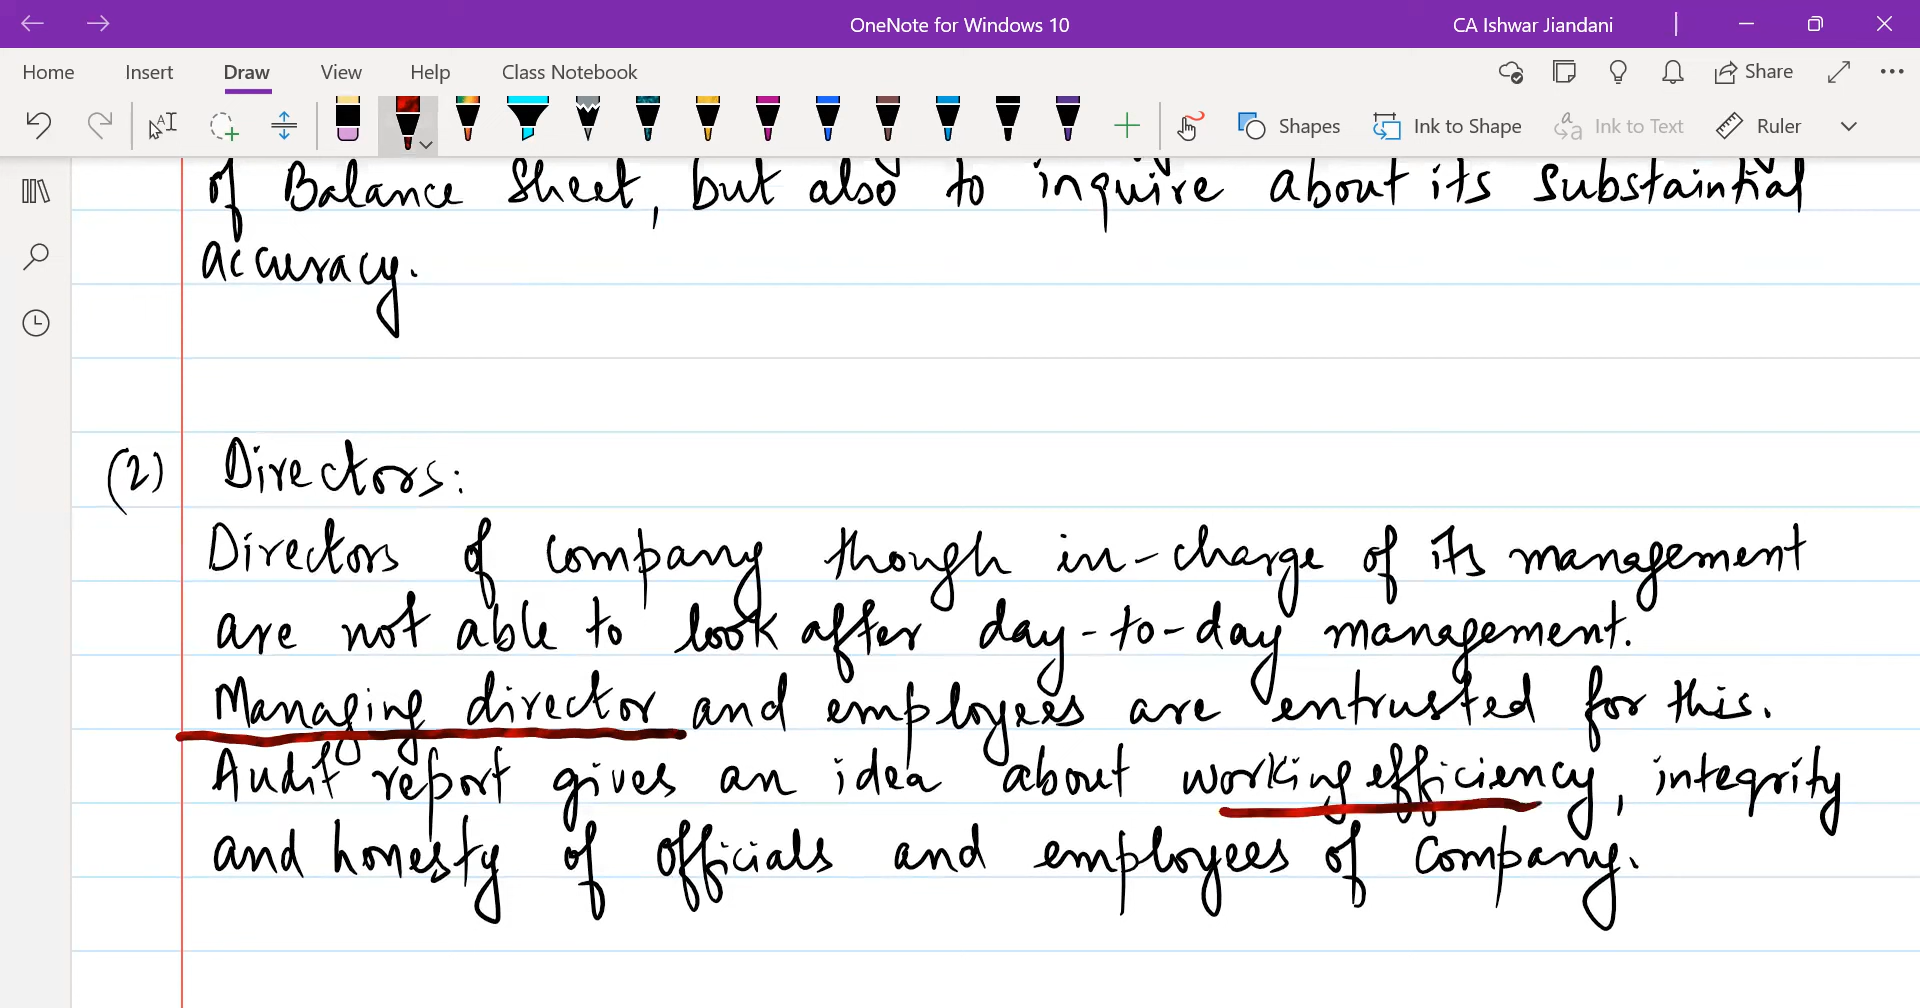 OneNote for Windows 10
CA Ishwar Jiandani
Home Insert Draw View Help Class Notebook
Share
Shapes Ink to Shape Ink to Text Ruler
of Balance Sheet, but also to inquire about its substaintial
accuracy.
(2) Directors:
Directors of company though in-charge of its management
are not able to look after day-to-day management.
Managing director and employees are entrusted for this.
Audit report gives an idea about working efficiency, integrity
and honesty of officials and employees of Company.